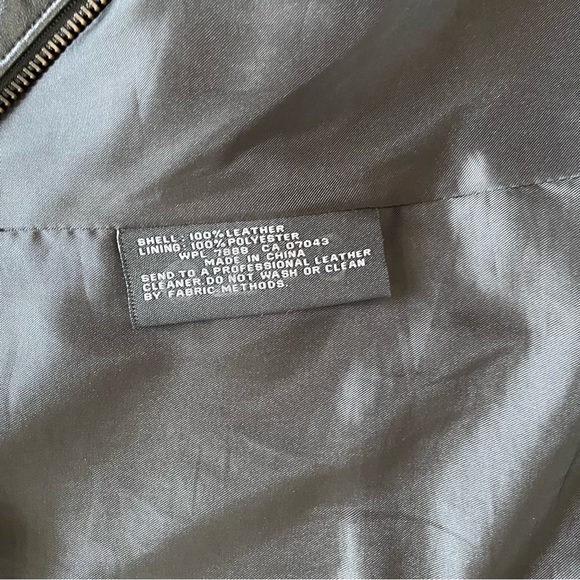 SHELL: 100% LEATHER
LINING: 100% POLYESTER
WPL 7888 CA 07043
MADE IN CHINA
SEND TO A PROFESSIONAL LEATHER
CLEANER.DO NOT WASH OR CLEAN
BY FABRIC-METHODS.